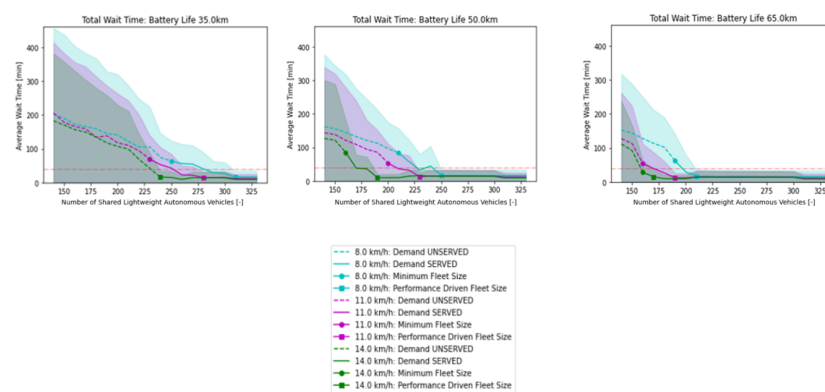 Total Wait Time: Battery Life 35.0km
Total Wait Time: Battery Life 50.0km
Total Wait Time: Battery Life 65.0km
Average Wait Time [min]
400
300
200
100
0
150
175
200
225
250
275
300
325
Number of Shared Lightweight Autonomous Vehicles [-]
Average Wait Time [min]
400
300
200
100
0
150
175
200
225
250
275
300
325
Number of Shared Lightweight Autonomous Vehicles [-]
Average Wait Time [min]
400
300
200
100
0
150
175
200
225
250
275
300
325
Number of Shared Lightweight Autonomous Vehicles [-]
8.0 km/h: Demand UNSERVED
8.0 km/h: Demand SERVED
8.0 km/h: Minimum Fleet Size
8.0 km/h: Performance Driven Fleet Size
11.0 km/h: Demand UNSERVED
11.0 km/h: Demand SERVED
11.0 km/h: Minimum Fleet Size
11.0 km/h: Performance Driven Fleet Size
14.0 km/h: Demand UNSERVED
14.0 km/h: Demand SERVED
14.0 km/h: Minimum Fleet Size
14.0 km/h: Performance Driven Fleet Size